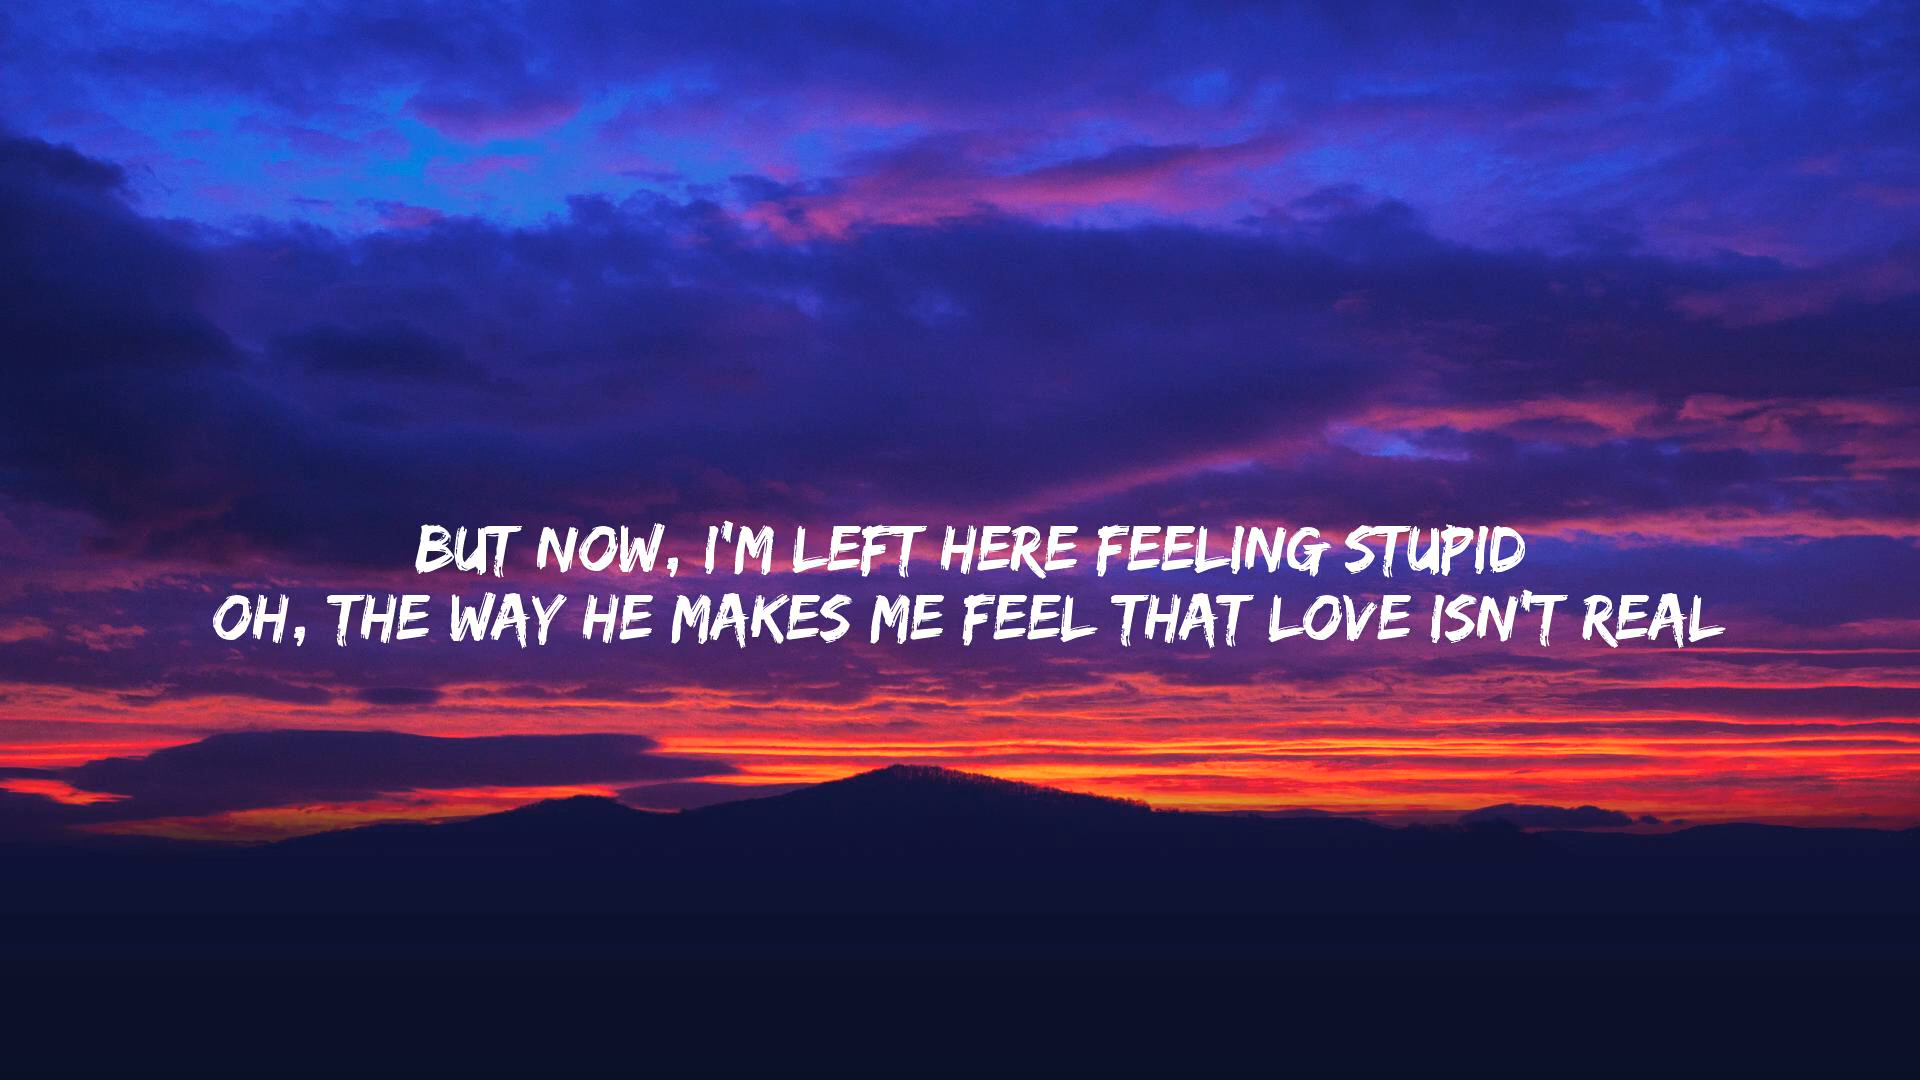 BUT NOW, I'M LEFT HERE FEELING STUPID
OH, THE WAY HE MAKES ME FEEL THAT LOVE ISN'T REAL